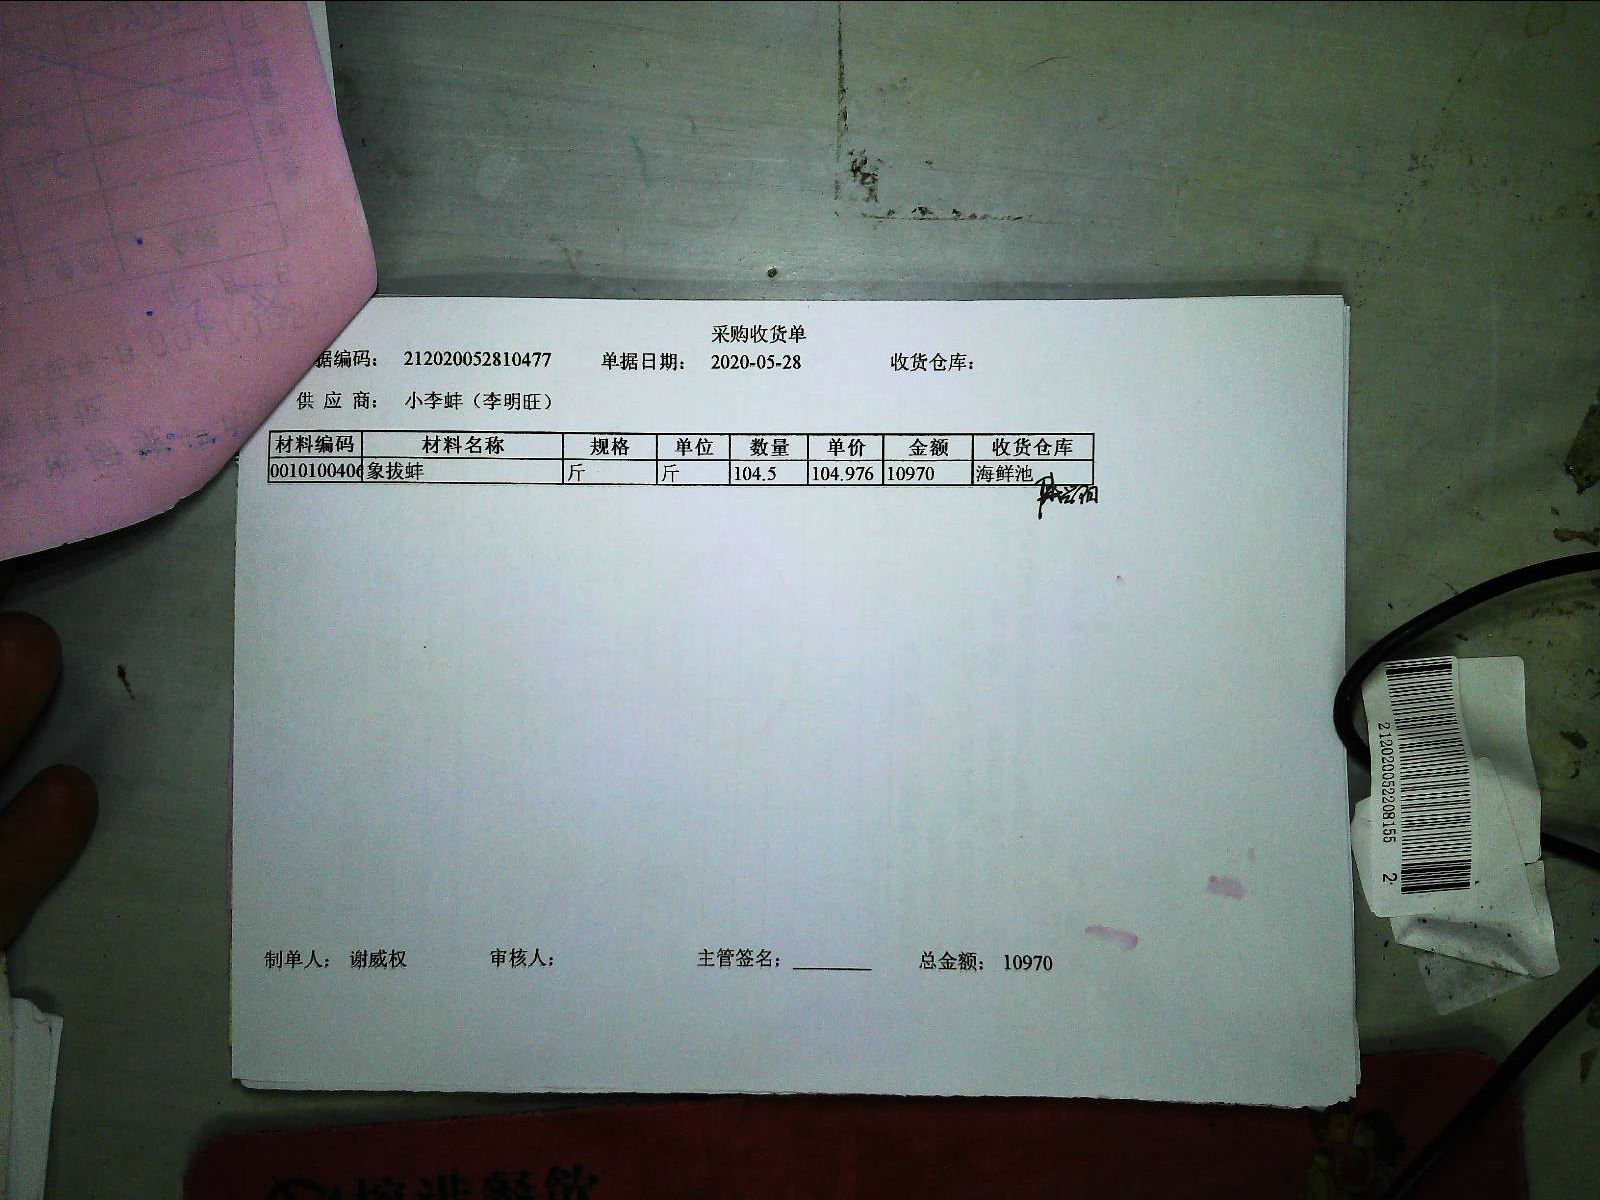 采购收货单
据编码: 212020052810477 单据日期: 2020-05-28 收货仓库:
供 应 商: 小李蚌（李明旺）
材料编码 材料名称 规格 单位 数量 单价 金额 收货仓库
0010100406 象拔蚌 斤 斤 104.5 104.976 10970 海鲜池
制单人; 谢威权 审核人; 主管签名; 总金额: 10970
212020052208155 2
餐饮